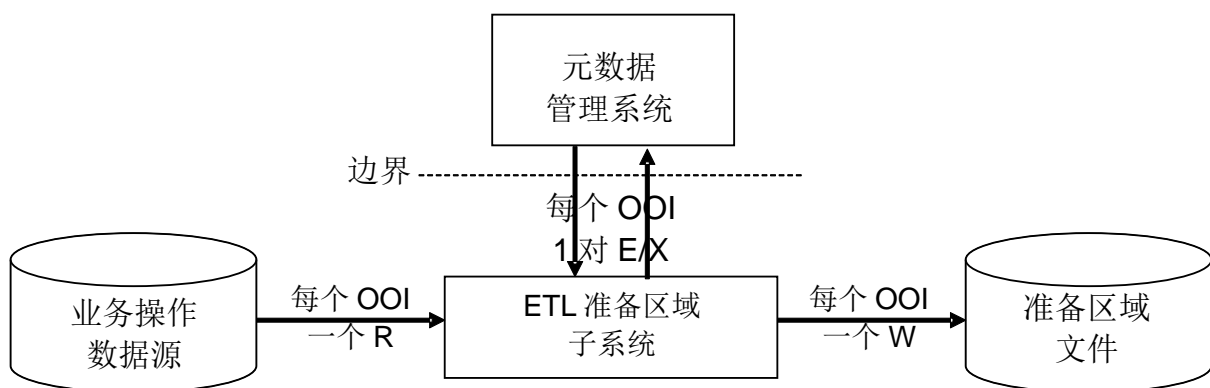 元数据
管理系统
边界
每个 OOI
1 对 E/X
业务操作
数据源
每个 OOI
一个 R
ETL 准备区域
子系统
每个 OOI
一个 W
准备区域
文件